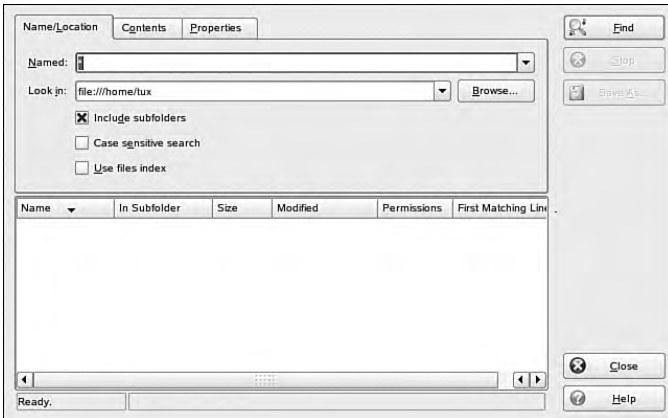 Name/Location Contents Properties
Find
Named: *
Stop
Look in: file:///home/tux Browse...
Save As...
Include subfolders
Case sensitive search
Use files index
Name In Subfolder Size Modified Permissions First Matching Line
Close
Ready.
Help